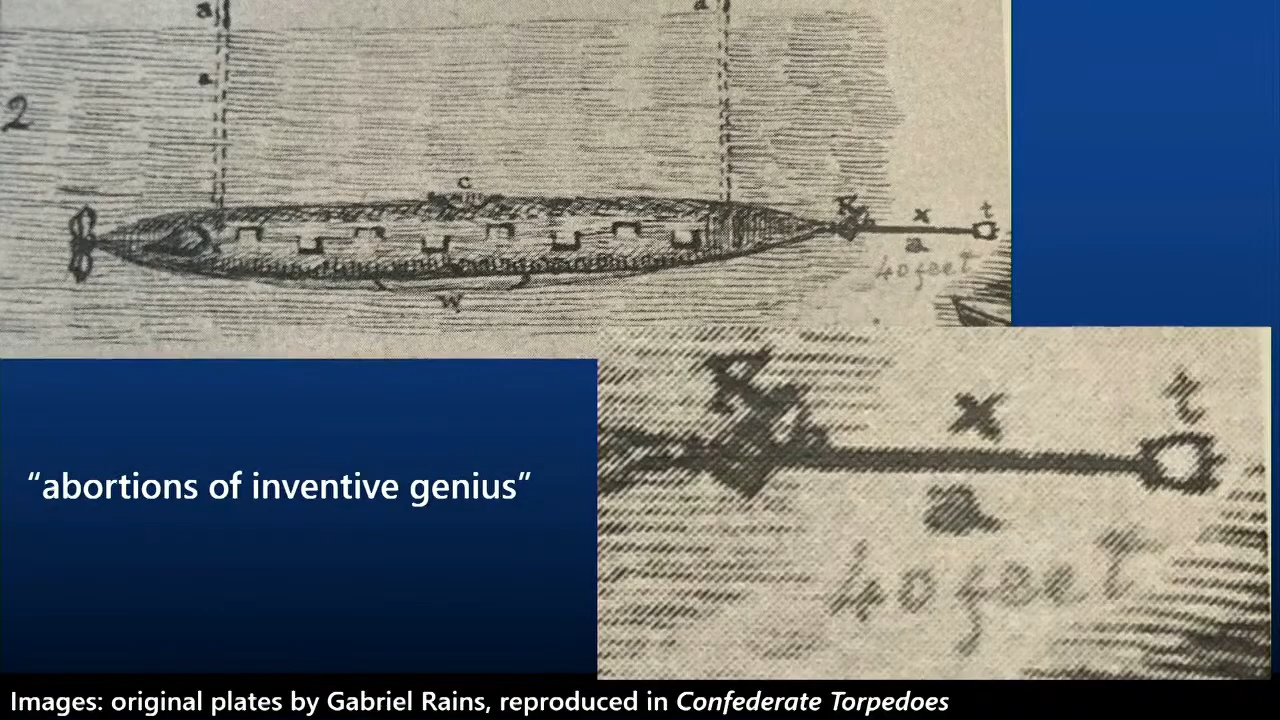 a
a
a
2
c
R
x
t
a
40 feet
W
R
x
t
a
40 feet
“abortions of inventive genius”
Images: original plates by Gabriel Rains, reproduced in Confederate Torpedoes